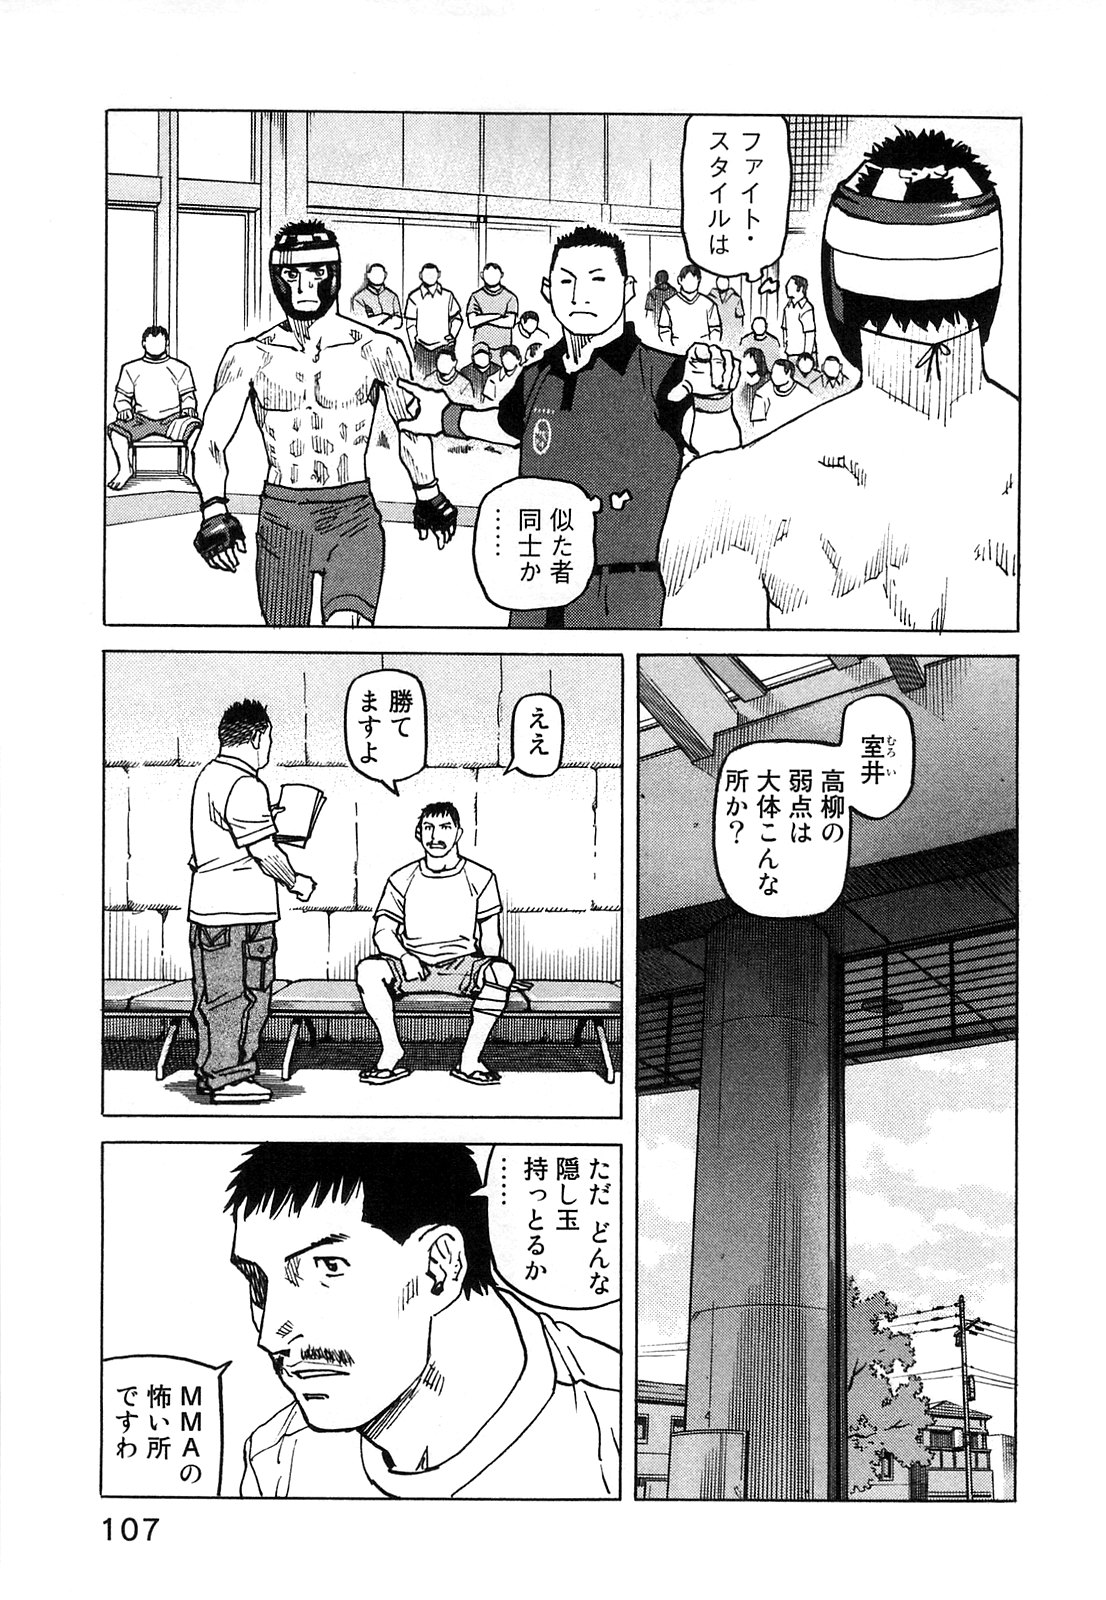 ファイト・
スタイルは
似た者
同士か
……
室井
むろい
高柳の
弱点は
大体こんな
所か？
ええ
勝て
ますよ
ただ どんな
隠し玉
持っとるか
……
MMAの
怖い所
ですわ
107